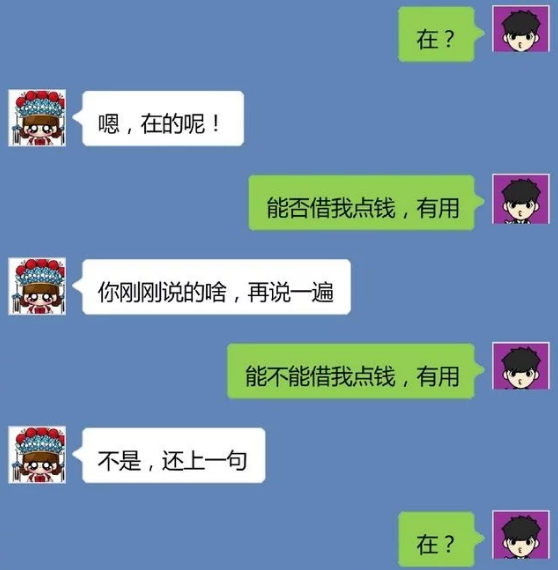 在？
嗯，在的呢！
能否借我点钱，有用
你刚刚说的啥，再说一遍
能不能借我点钱，有用
不是，还上一句
在？